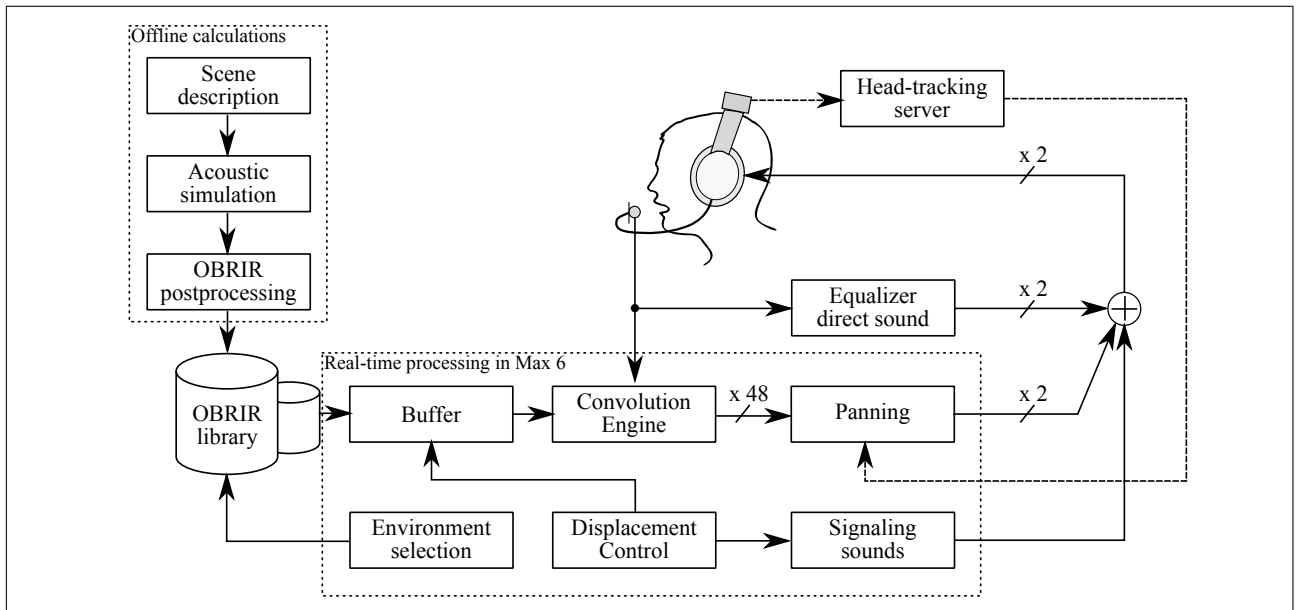 Offline calculations
Scene
description
Acoustic
simulation
OBRIR
postprocessing
OBRIR
library
Head-tracking
server
x 2
Equalizer
direct sound
x 2
Real-time processing in Max 6
Buffer
Convolution
Engine
x 48
Panning
x 2
Environment
selection
Displacement
Control
Signaling
sounds